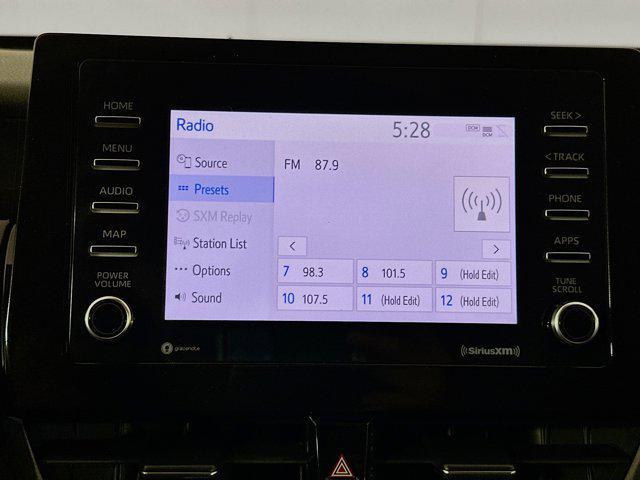 HOME
MENU
AUDIO
MAP
POWER
VOLUME
Radio
5:28
DCM
DCM
Source
Presets
SXM Replay
Station List
Options
Sound
FM 87.9
<
>
7 98.3
8 101.5
9 (Hold Edit)
10 107.5
11 (Hold Edit)
12 (Hold Edit)
SEEK >
< TRACK
PHONE
APPS
TUNE
SCROLL
gracenote
SiriusXM